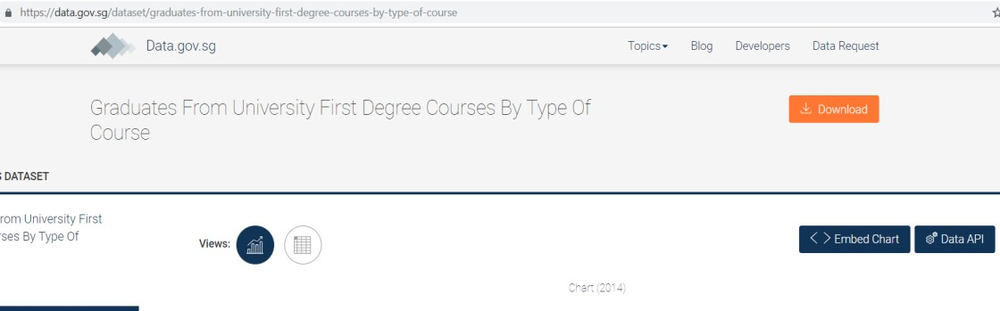 https://data.gov.sg/dataset/graduates-from-university-first-degree-courses-by-type-of-course
Data.gov.sg
Topics Blog Developers Data Request
Graduates From University First Degree Courses By Type Of
Course
Download
S DATASET
rom University First
rses By Type Of
Views:
< > Embed Chart
Data API
Chart (2014)